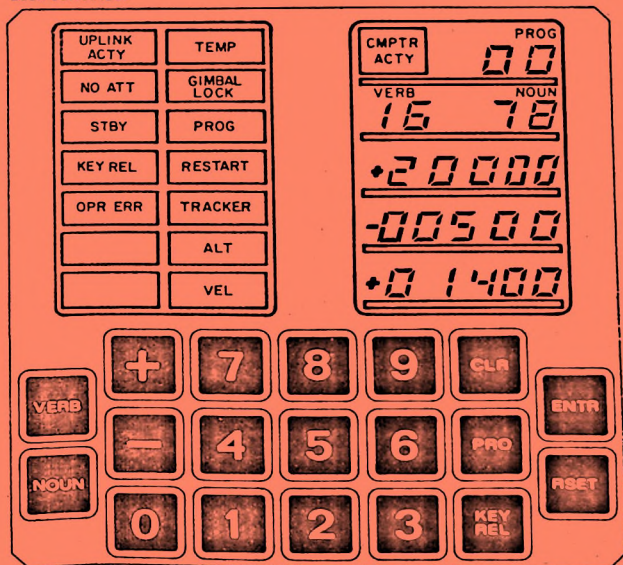 UPLINK ACTY
TEMP
NO ATT
GIMBAL LOCK
STBY
PROG
KEY REL
RESTART
OPR ERR
TRACKER
ALT
VEL
CMPTR ACTY
PROG
00
VERB
NOUN
16
78
+20000
-00500
+01400
VERB
NOUN
+
7
8
9
CLR
-
4
5
6
PRO
0
1
2
3
KEY REL
ENTR
RSET